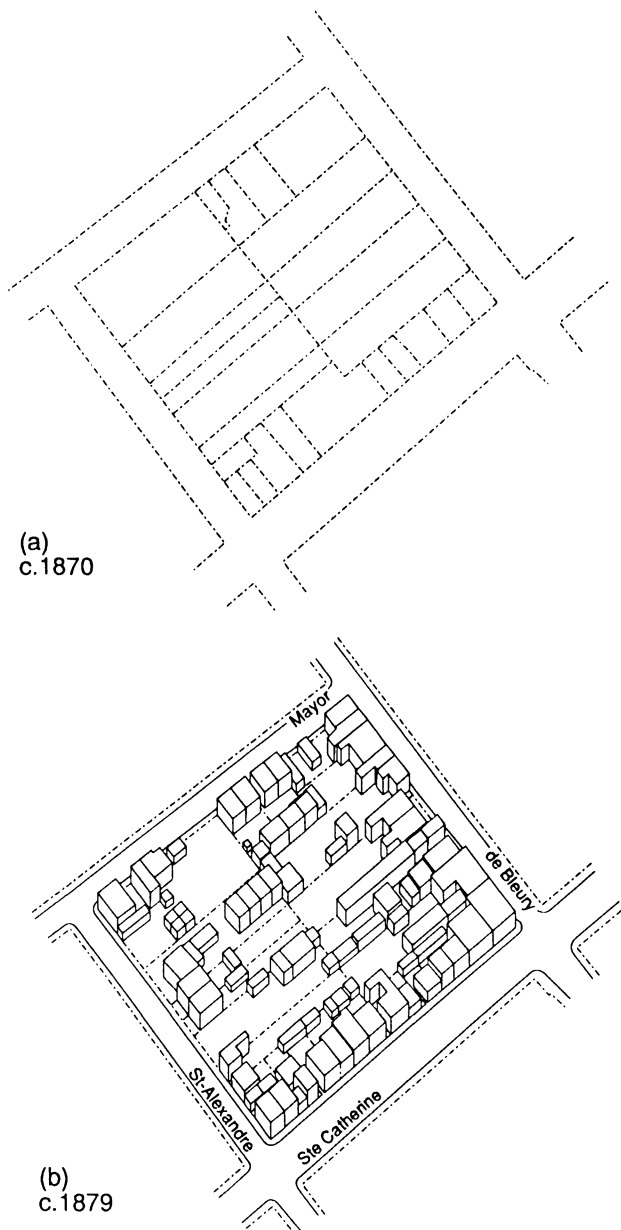 (a)
c.1870
Mayor
de Bleury
St-Alexandre
Ste Catherine
(b)
c.1879